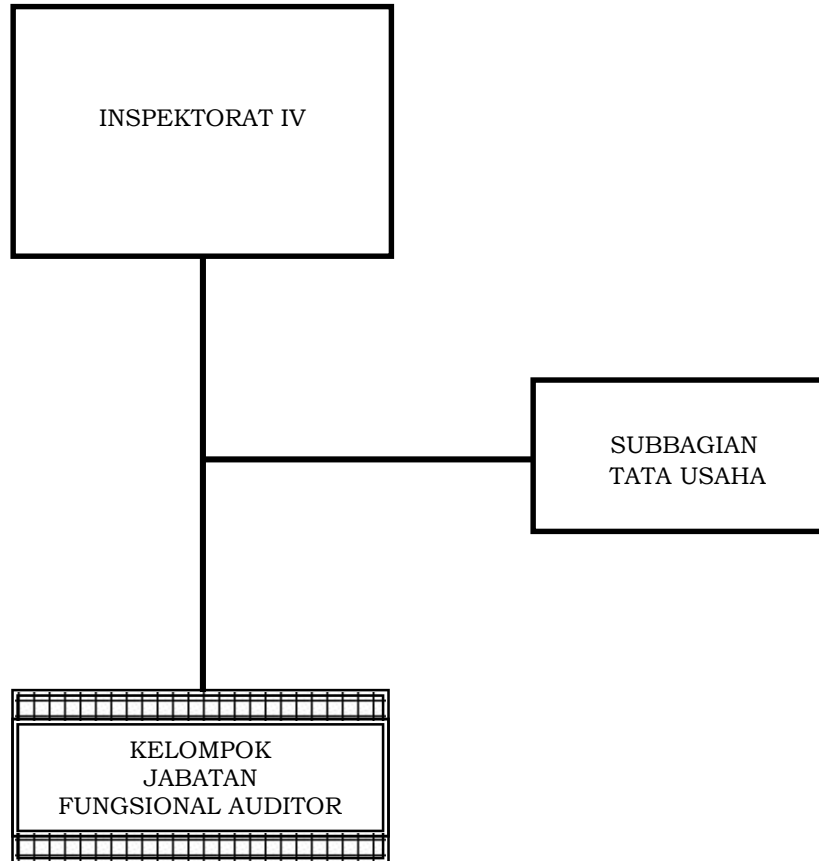 INSPEKTORAT IV
SUBBAGIAN
TATA USAHA
KELOMPOK
JABATAN
FUNGSIONAL AUDITOR